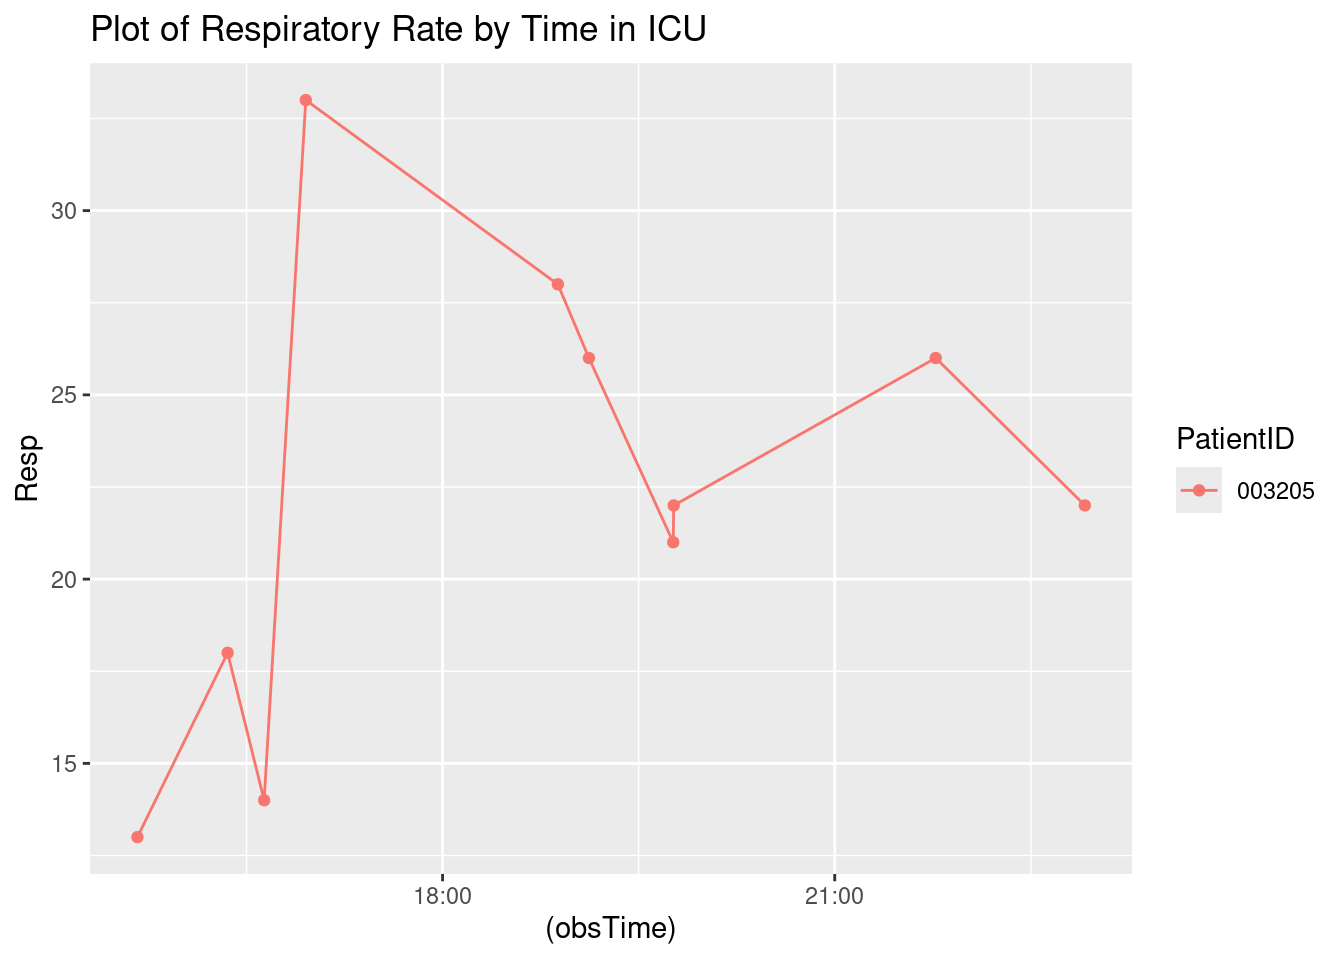 Plot of Respiratory Rate by Time in ICU
30
25
20
15
Resp
18:00
21:00
(obsTime)
PatientID
003205